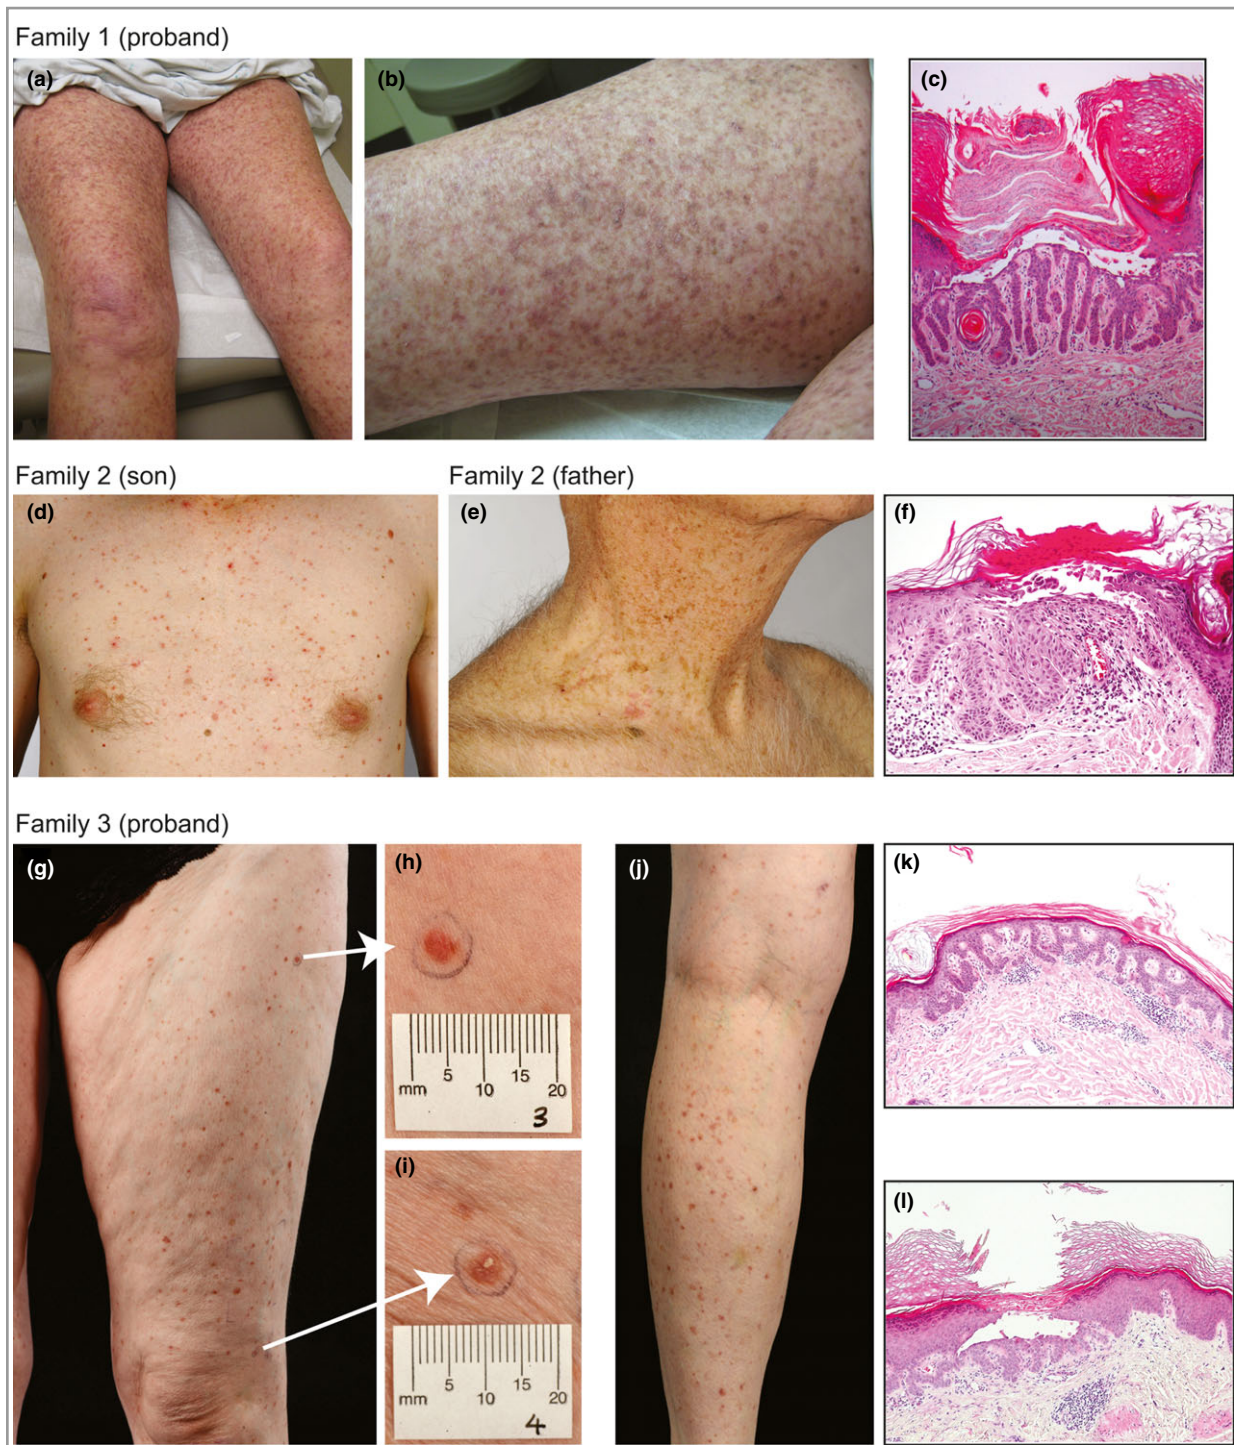 Family 1 (proband)
(a)
(b)
(c)
Family 2 (son)
Family 2 (father)
(d)
(e)
(f)
Family 3 (proband)
(g)
(h)
5 15
mm 10 20
3
(i)
5 15
mm 10 20
4
(j)
(k)
(l)